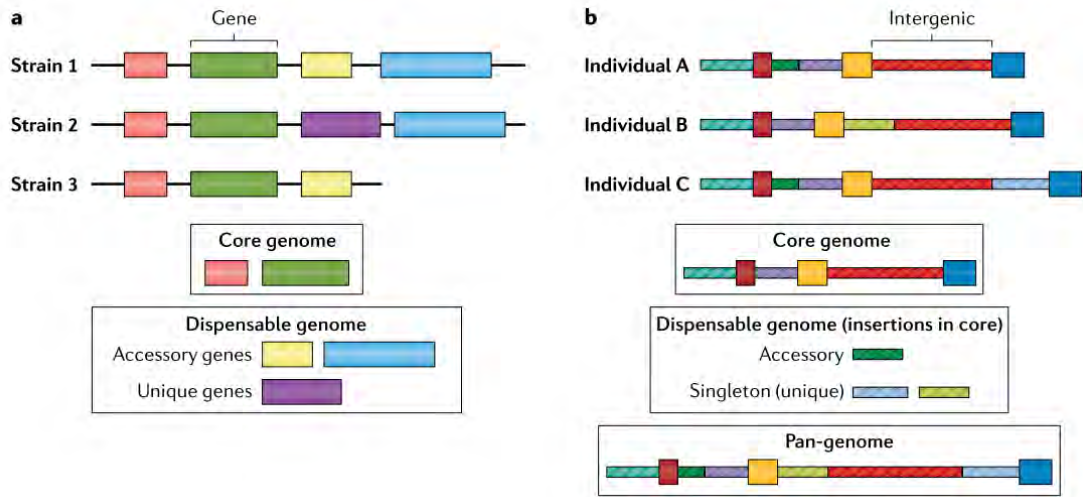 a
Gene
Strain 1
Strain 2
Strain 3
Core genome
Dispensable genome
Accessory genes
Unique genes
b
Intergenic
Individual A
Individual B
Individual C
Core genome
Dispensable genome (insertions in core)
Accessory
Singleton (unique)
Pan-genome